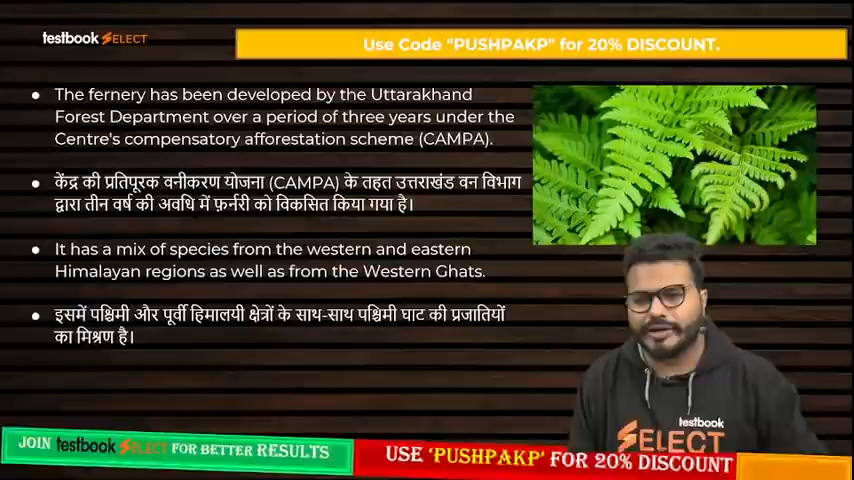 testbook SELECT
Use Code "PUSHPAKP" for 20% DISCOUNT.
● The fernery has been developed by the Uttarakhand
Forest Department over a period of three years under the
Centre's compensatory afforestation scheme (CAMPA).
● केंद्र की प्रतिपूरक वनीकरण योजना (CAMPA) के तहत उत्तराखंड वन विभाग
द्वारा तीन वर्ष की अवधि में फ़र्नरी को विकसित किया गया है।
● It has a mix of species from the western and eastern
Himalayan regions as well as from the Western Ghats.
● इसमें पश्चिमी और पूर्वी हिमालयी क्षेत्रों के साथ-साथ पश्चिमी घाट की प्रजातियों
का मिश्रण है।
testbook
SELECT
JOIN testbook SELECT FOR BETTER RESULTS
USE 'PUSHPAKP' FOR 20% DISCOUNT